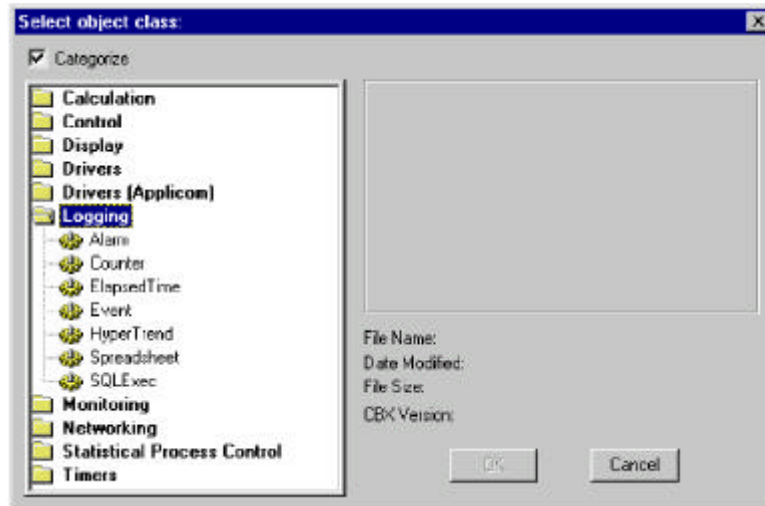 Select object class:
Categorize
Calculation
Control
Display
Drivers
Drivers (Applicom)
Logging
Alarm
Counter
ElapsedTime
Event
HyperTrend
Spreadsheet
SQLExec
Monitoring
Networking
Statistical Process Control
Timers
File Name:
Date Modified:
File Size:
CBX Version:
OK
Cancel